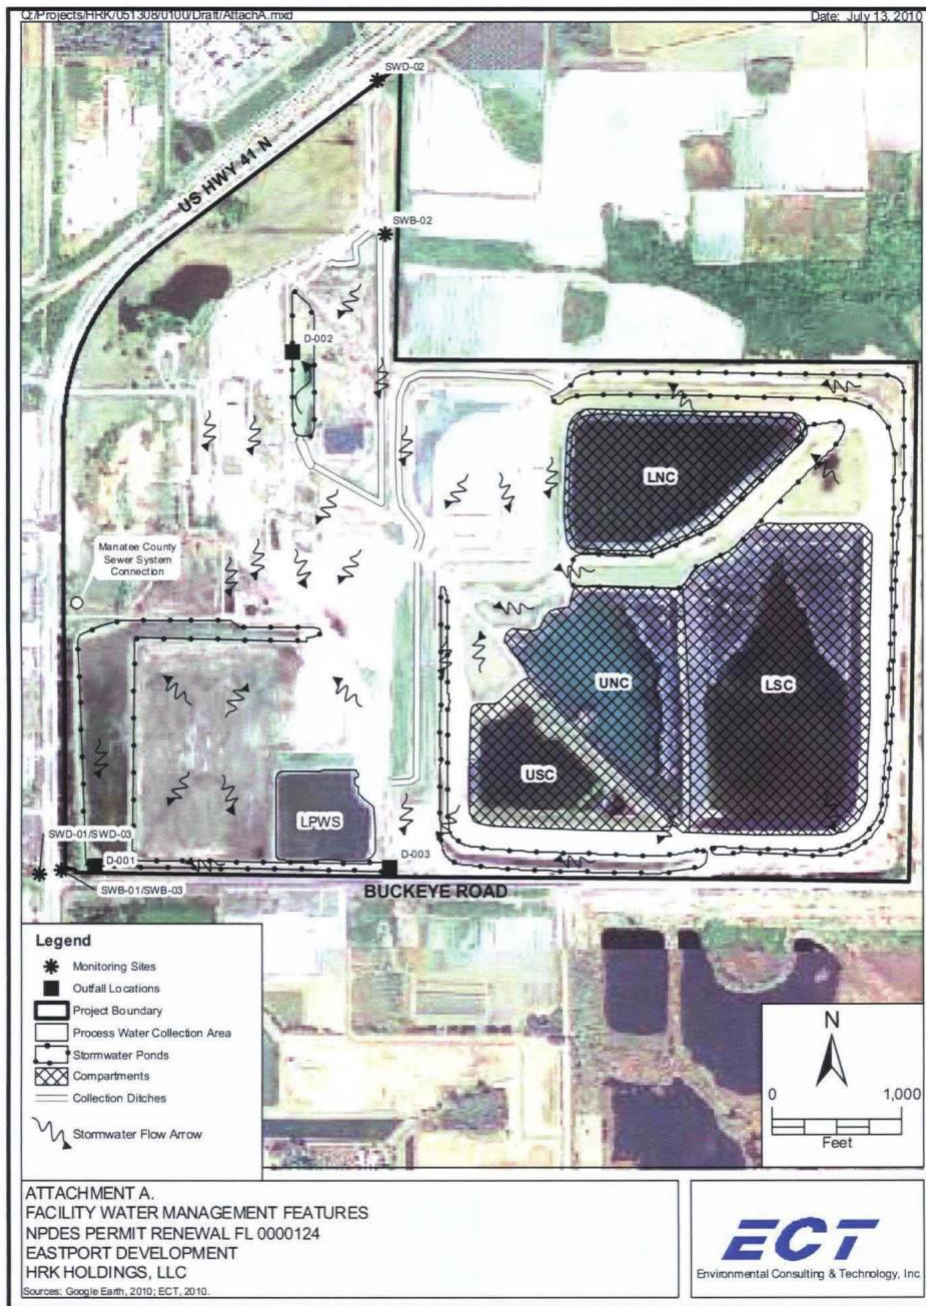 Q:/Projects/HRK/051308/0100/Draft/AttachA.mxd
Date: July 13, 2010
SWD-02
US HWY 41 N
SWB-02
D-002
LNC
Manatee County
Sewer System
Connection
UNC
LSC
USC
LPWS
SWD-01/SWD-03
D-001
D-003
SWB-01/SWB-03
BUCKEYE ROAD
Legend
Monitoring Sites
Outfall Locations
Project Boundary
Process Water Collection Area
Stormwater Ponds
Compartments
Collection Ditches
Stormwater Flow Arrow
N
0 1,000
Feet
ATTACHMENT A.
FACILITY WATER MANAGEMENT FEATURES
NPDES PERMIT RENEWAL FL 0000124
EASTPORT DEVELOPMENT
HRK HOLDINGS, LLC
Sources: Google Earth, 2010; ECT, 2010.
ECT
Environmental Consulting & Technology, Inc